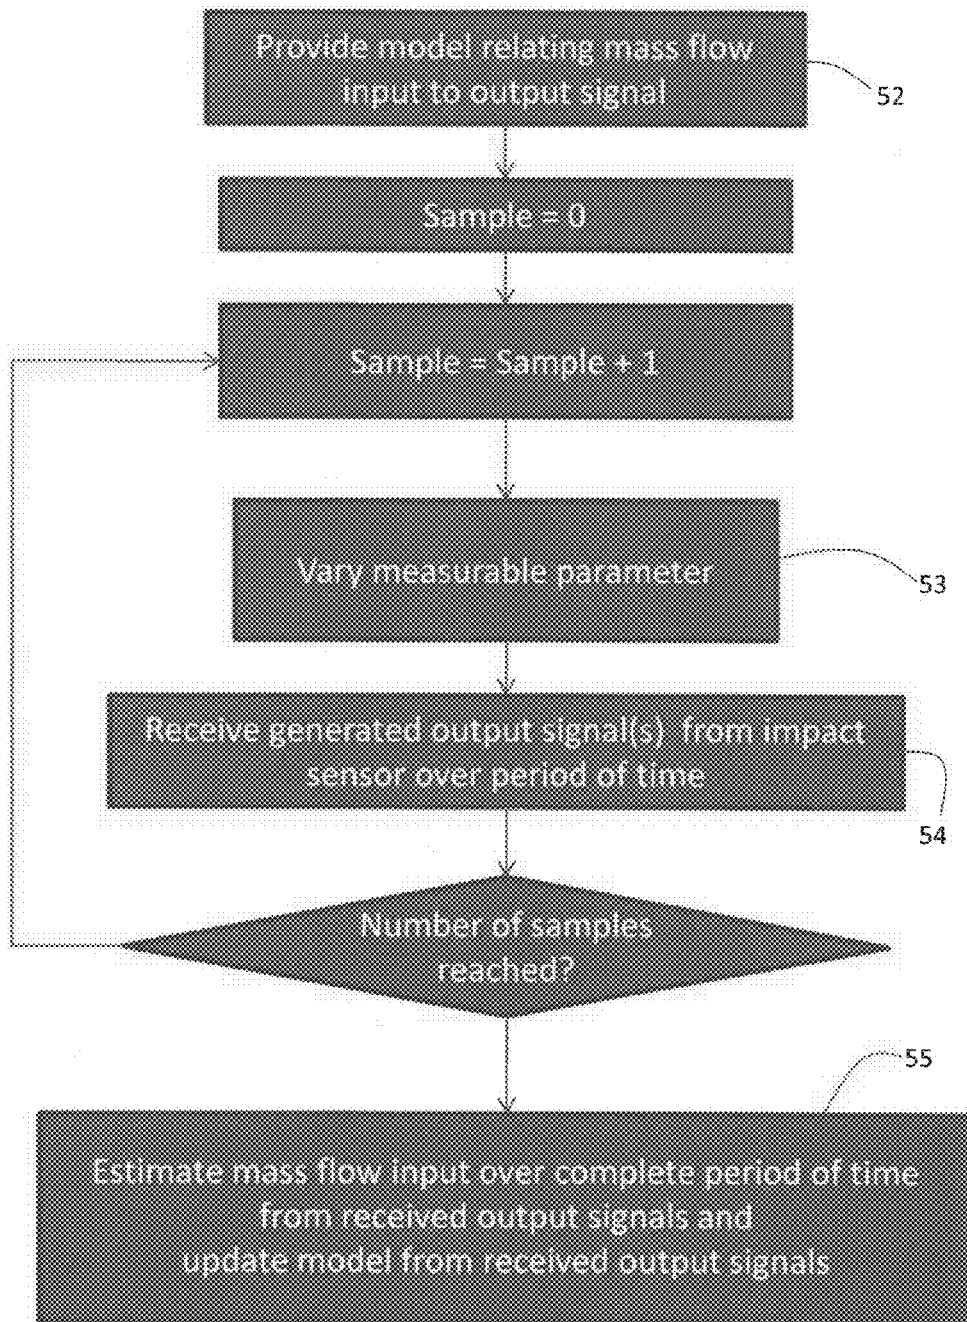 Provide model relating mass flow
input to output signal
52
Sample = 0
Sample = Sample + 1
Vary measurable parameter
53
Receive generated output signal(s) from impact
sensor over period of time
54
Number of samples
reached?
55
Estimate mass flow input over complete period of time
from received output signals and
update model from received output signals